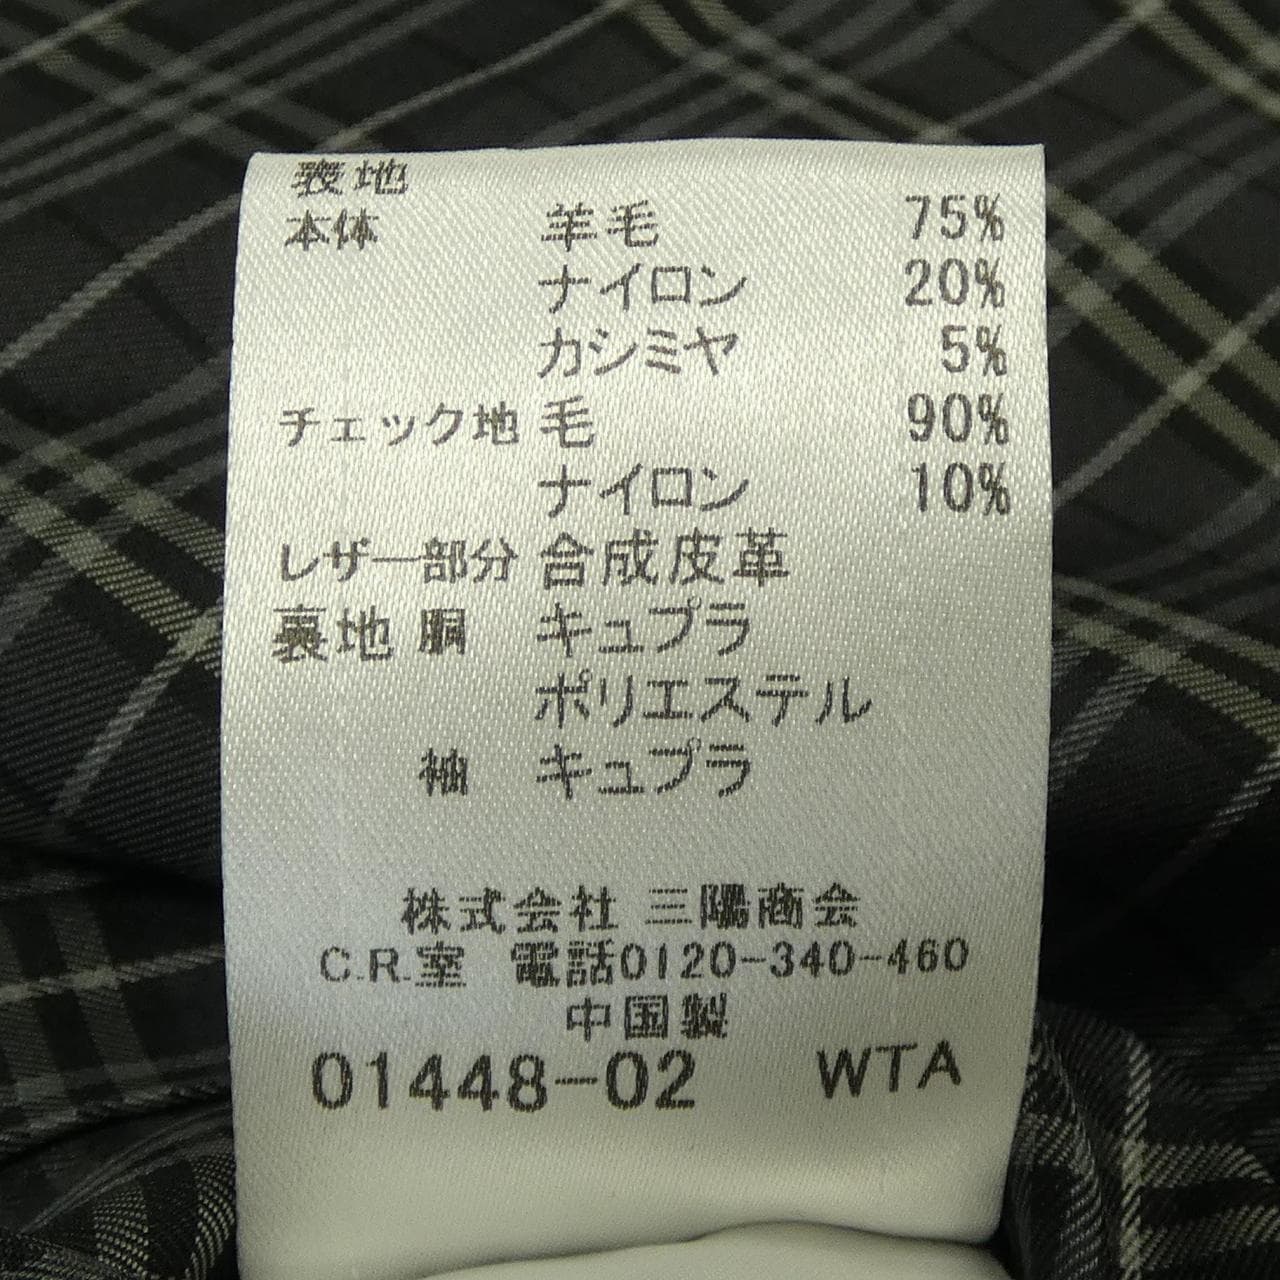 表地
本体 羊毛 75%
ナイロン 20%
カシミヤ 5%
チェック地 毛 90%
ナイロン 10%
レザー部分 合成皮革
裏地 胴 キュプラ
ポリエステル
袖 キュプラ
株式会社 三陽商会
C.R.室 電話0120-340-460
中国製
01448-02 WTA